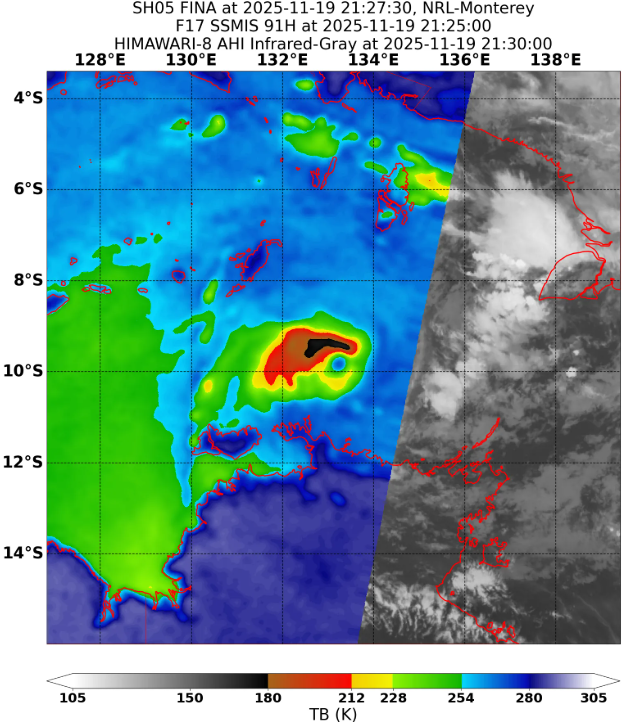 SH05 FINA at 2025-11-19 21:27:30, NRL-Monterey
F17 SSMIS 91H at 2025-11-19 21:25:00
HIMAWARI-8 AHI Infrared-Gray at 2025-11-19 21:30:00
128°E 130°E 132°E 134°E 136°E 138°E
4°S
6°S
8°S
10°S
12°S
14°S
105 150 180 212 228 254 280 305
TB (K)